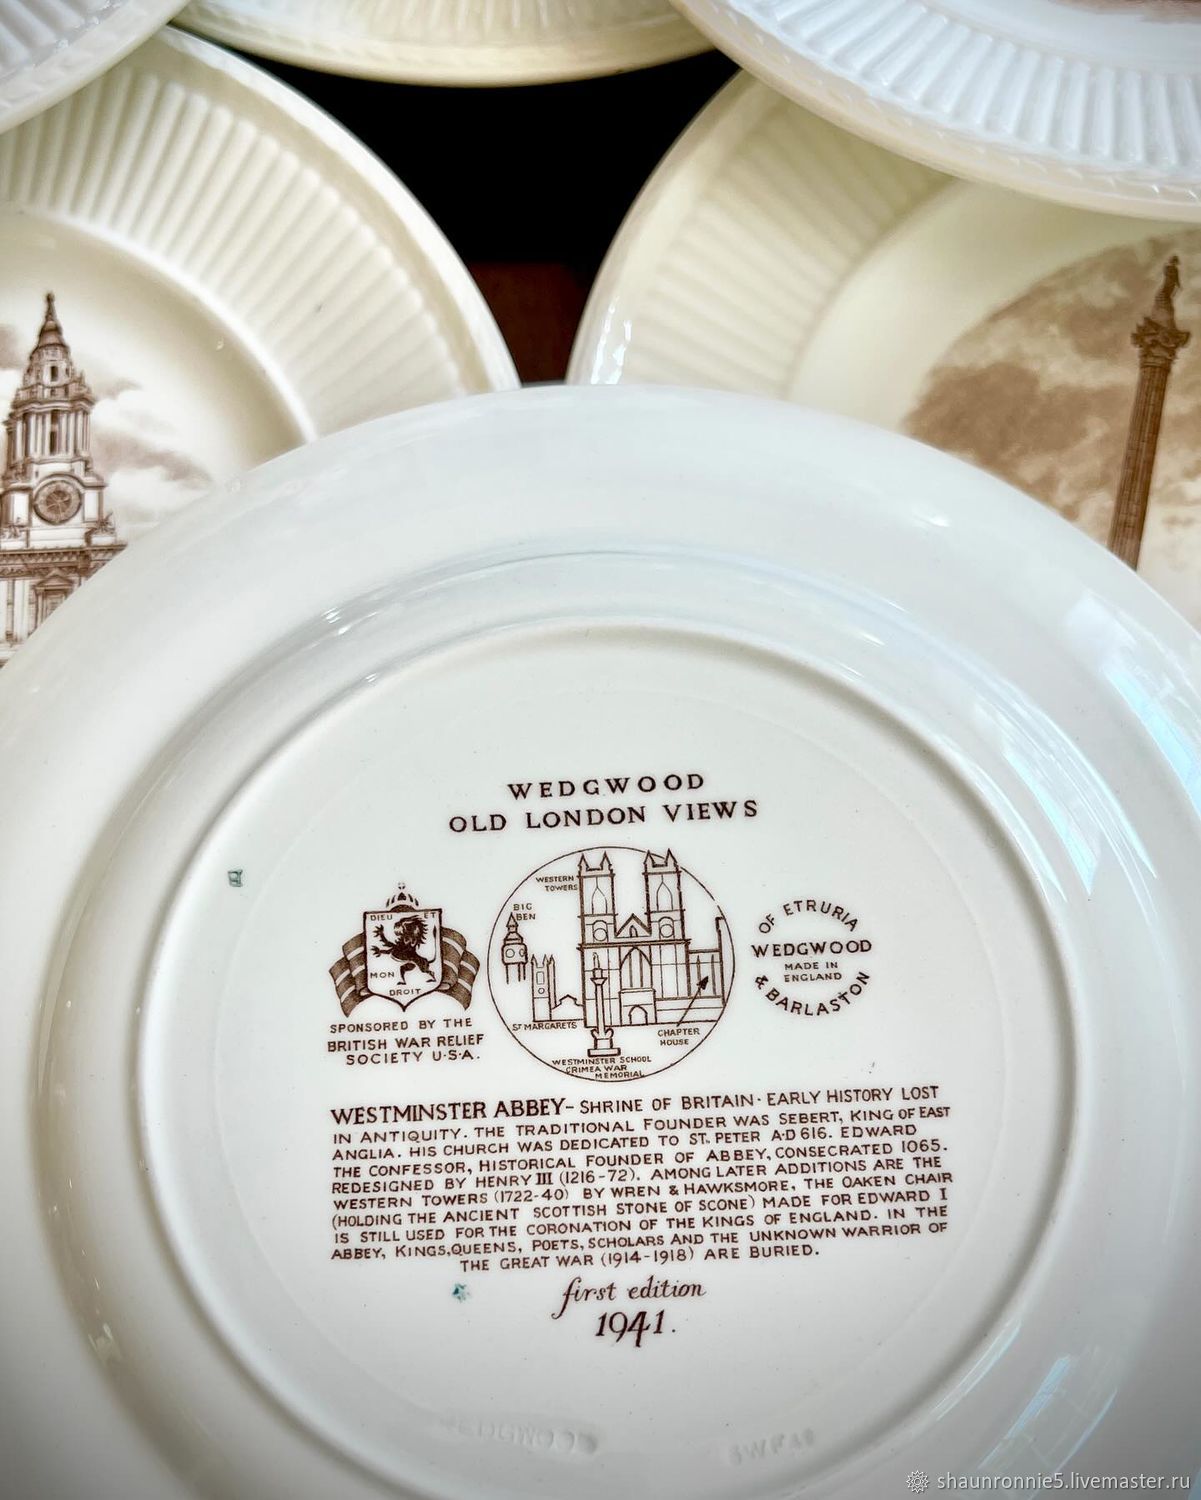 WEDGWOOD
OLD LONDON VIEWS
WESTERN
TOWERS
BIG
BEN
DIEU ET
MON
DROIT
OF ETRURIA
WEDGWOOD
MADE IN
ENGLAND
& BARLASTON
SPONSORED BY THE
BRITISH WAR RELIEF
SOCIETY U·S·A.
ST MARGARETS
CHAPTER
HOUSE
WESTMINSTER SCHOOL
CRIMEA WAR
MEMORIAL
WESTMINSTER ABBEY- SHRINE OF BRITAIN· EARLY HISTORY LOST
IN ANTIQUITY. THE TRADITIONAL FOUNDER WAS SEBERT, KING OF EAST
ANGLIA. HIS CHURCH WAS DEDICATED TO ST. PETER A·D 616. EDWARD
THE CONFESSOR, HISTORICAL FOUNDER OF ABBEY, CONSECRATED 1065.
REDESIGNED BY HENRY III (1216-72). AMONG LATER ADDITIONS ARE THE
WESTERN TOWERS (1722-40) BY WREN & HAWKSMORE, THE OAKEN CHAIR
(HOLDING THE ANCIENT SCOTTISH STONE OF SCONE) MADE FOR EDWARD I
IS STILL USED FOR THE CORONATION OF THE KINGS OF ENGLAND. IN THE
ABBEY, KINGS, QUEENS, POETS, SCHOLARS AND THE UNKNOWN WARRIOR OF
THE GREAT WAR (1914-1918) ARE BURIED.
first edition
1941.
WEDGWOOD
shaunronnie5.livemaster.ru